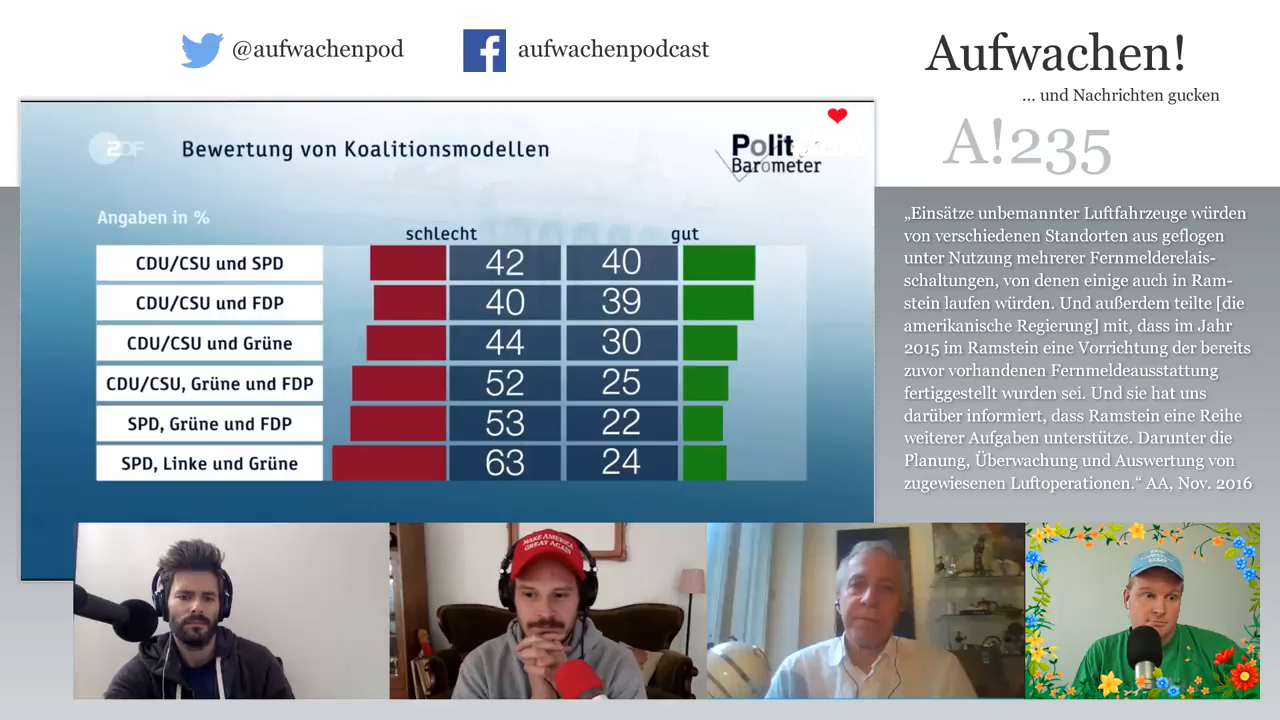 @aufwachenpod
aufwachenpodcast
Aufwachen!
... und Nachrichten gucken
A!235
ZDF
Bewertung von Koalitionsmodellen
Polit
Barometer
Angaben in %
schlecht gut
CDU/CSU und SPD 42 40
CDU/CSU und FDP 40 39
CDU/CSU und Grüne 44 30
CDU/CSU, Grüne und FDP 52 25
SPD, Grüne und FDP 53 22
SPD, Linke und Grüne 63 24
„Einsätze unbemannter Luftfahrzeuge würden
von verschiedenen Standorten aus geflogen
unter Nutzung mehrerer Fernmelderelais-
schaltungen, von denen einige auch in Ram-
stein laufen würden. Und außerdem teilte [die
amerikanische Regierung] mit, dass im Jahr
2015 im Ramstein eine Vorrichtung der bereits
zuvor vorhandenen Fernmeldeausstattung
fertiggestellt wurden sei. Und sie hat uns
darüber informiert, dass Ramstein eine Reihe
weiterer Aufgaben unterstütze. Darunter die
Planung, Überwachung und Auswertung von
zugewiesenen Luftoperationen.“ AA, Nov. 2016
MAKE AMERICA
GREAT AGAIN